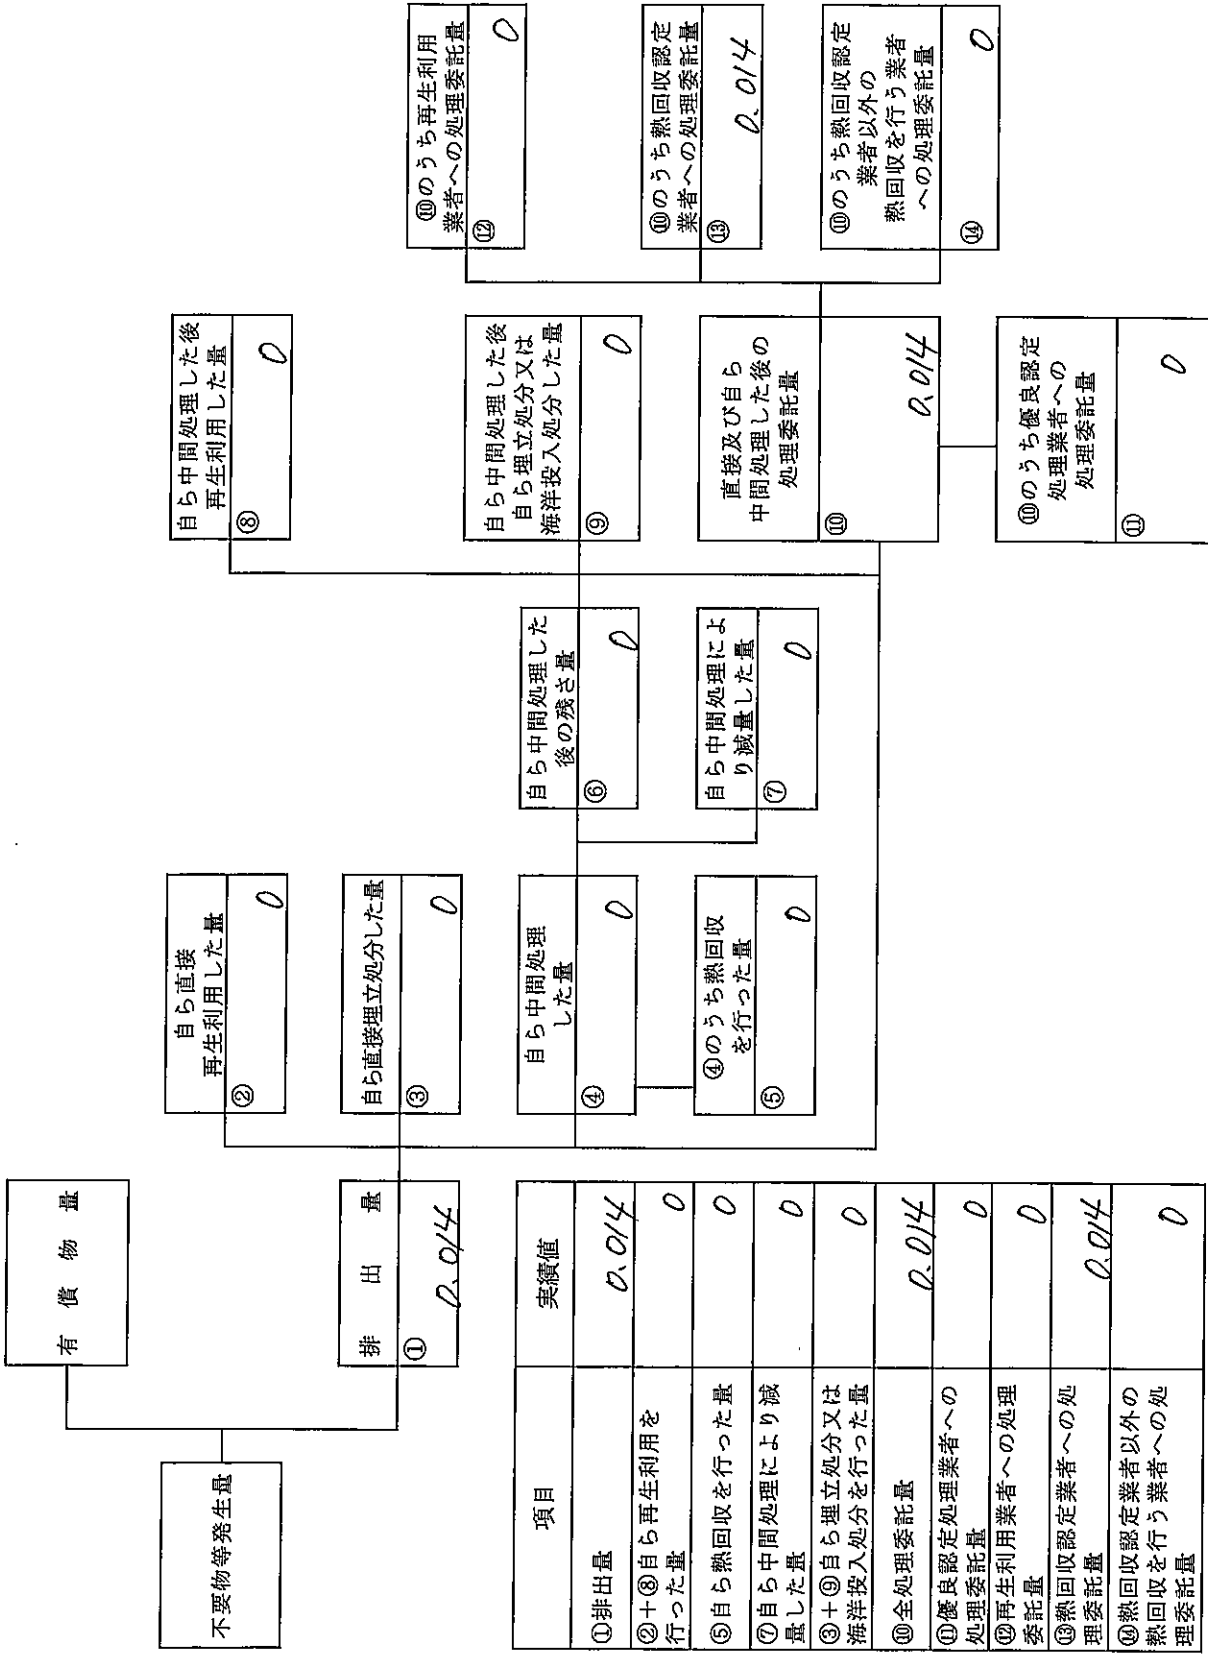 不要物等発生量
有償物量
排出量
①
0.014
自ら直接
再生利用した量
②
0
自ら直接埋立処分した量
③
0
自ら中間処理
した量
④
0
④のうち熱回収
を行った量
⑤
0
自ら中間処理した
後の残さ量
⑥
0
自ら中間処理によ
り減量した量
⑦
0
自ら中間処理した後
再生利用した量
⑧
0
自ら中間処理した後
自ら埋立処分又は
海洋投入処分した量
⑨
0
直接及び自ら
中間処理した後の
処理委託量
⑩
0.014
⑩のうち優良認定
処理業者への
処理委託量
⑪
0
⑩のうち再生利用
業者への処理委託量
⑫
0
⑩のうち熱回収認定
業者への処理委託量
⑬
0.014
⑩のうち熱回収認定
業者以外の
熱回収を行う業者
への処理委託量
⑭
0
項目
実績値
①排出量
0.014
②+⑧自ら再生利用を
行った量
0
⑤自ら熱回収を行った量
0
⑦自ら中間処理により減
量した量
0
③+⑨自ら埋立処分又は
海洋投入処分を行った量
0
⑩全処理委託量
0.014
⑪優良認定処理業者への
処理委託量
0
⑫再生利用業者への処理
委託量
0
⑬熱回収認定業者への処
理委託量
0.014
⑭熱回収認定業者以外の
熱回収を行う業者への処
理委託量
0